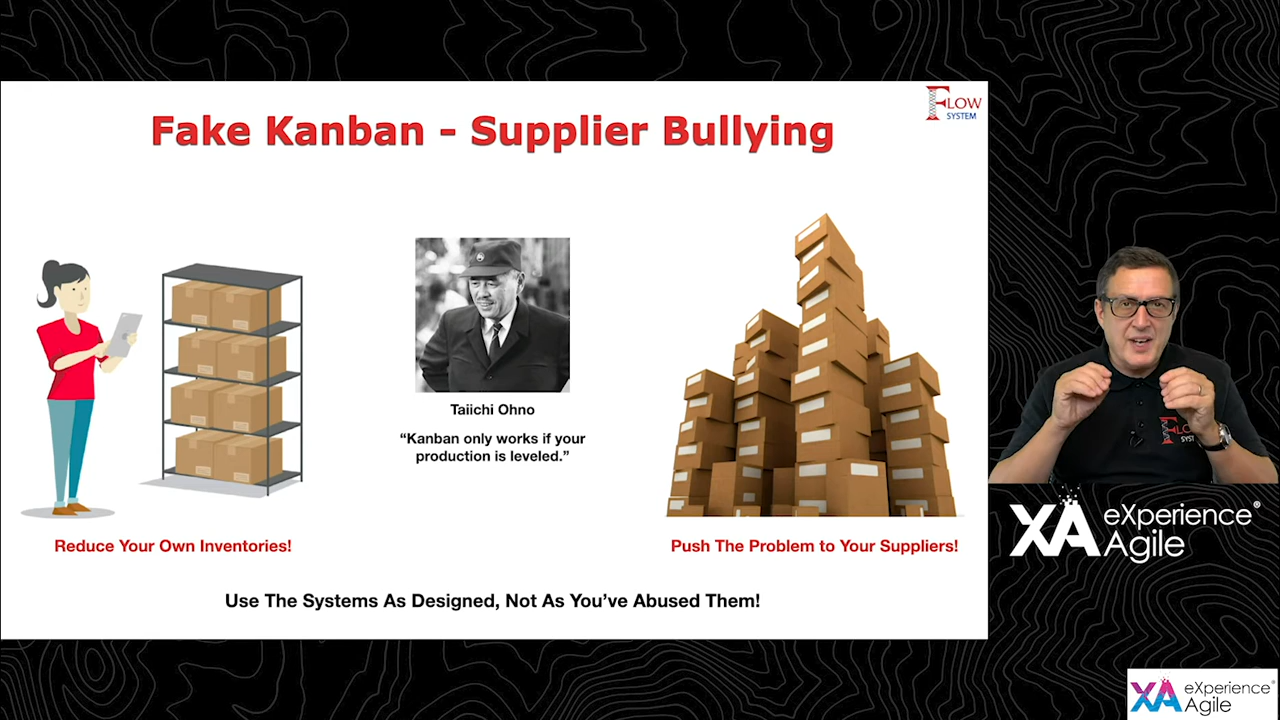 FLOW
SYSTEM
Fake Kanban - Supplier Bullying
Taiichi Ohno
“Kanban only works if your
production is leveled.”
Reduce Your Own Inventories!
Push The Problem to Your Suppliers!
Use The Systems As Designed, Not As You’ve Abused Them!
XA eXperience®
Agile
XA eXperience®
Agile